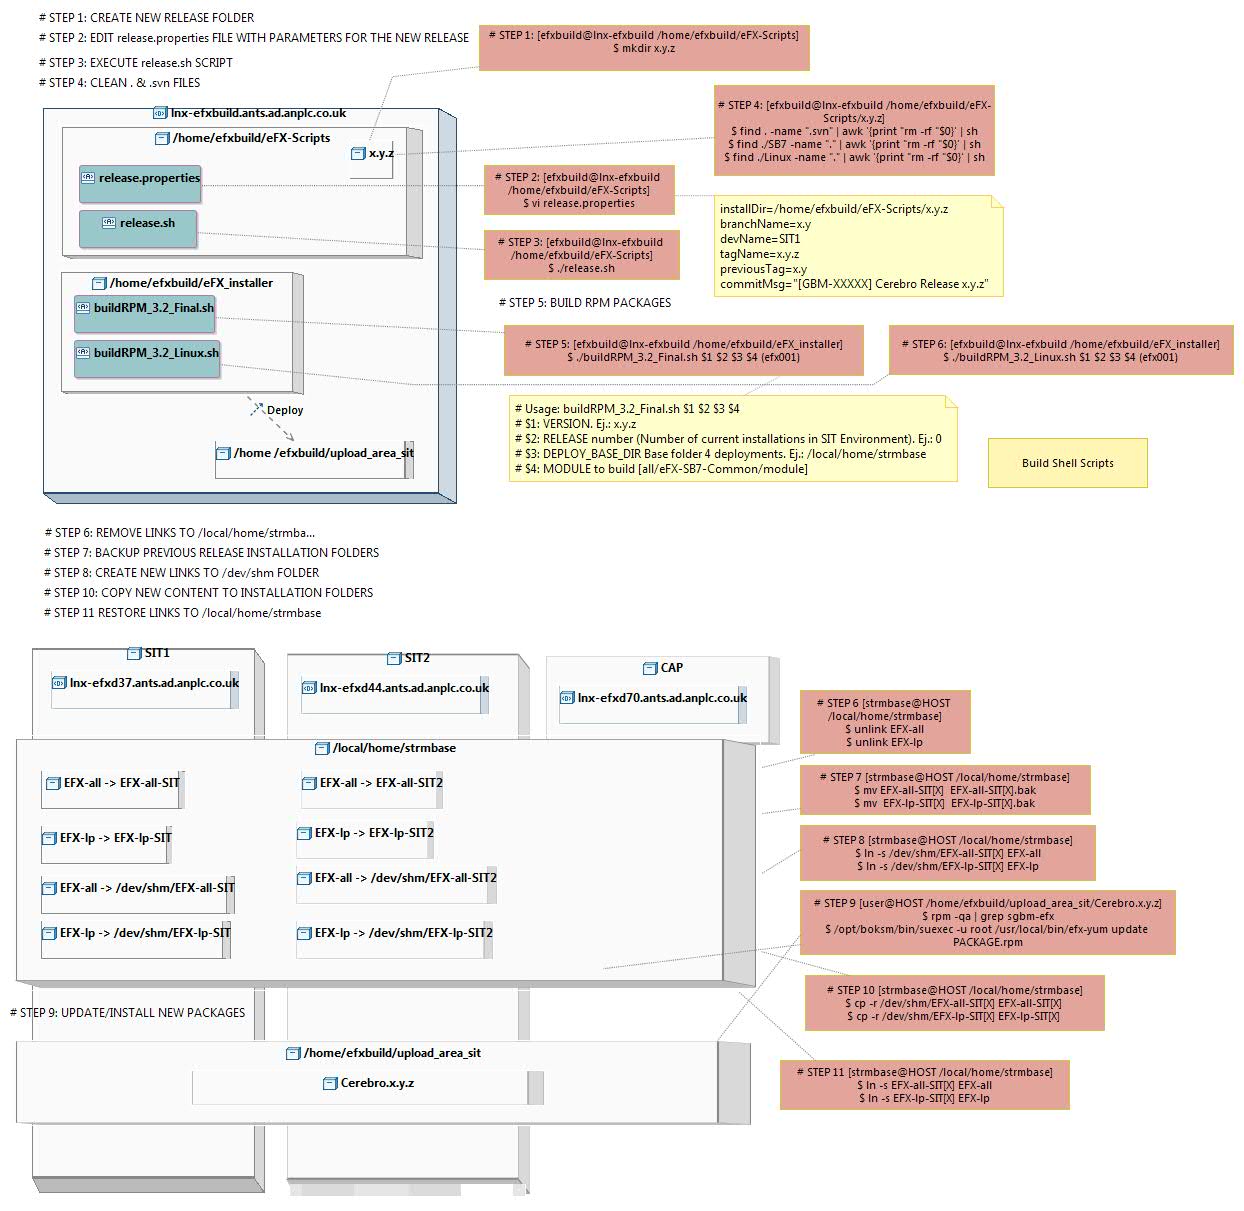 # STEP 1: CREATE NEW RELEASE FOLDER
# STEP 2: EDIT release.properties FILE WITH PARAMETERS FOR THE NEW RELEASE
# STEP 3: EXECUTE release.sh SCRIPT
# STEP 4: CLEAN . & .svn FILES
# STEP 1: [efxbuild@lnx-efxbuild /home/efxbuild/eFX-Scripts]
$ mkdir x.y.z
# STEP 4: [efxbuild@lnx-efxbuild /home/efxbuild/eFX-
Scripts/x.y.z]
$ find . -name ".svn" | awk '{print "rm -rf "$0}' | sh
$ find ./SB7 -name "." | awk '{print "rm -rf "$0}' | sh
$ find ./Linux -name "." | awk '{print "rm -rf "$0}' | sh
lnx-efxbuild.ants.ad.anplc.co.uk
/home/efxbuild/eFX-Scripts
x.y.z
release.properties
release.sh
# STEP 2: [efxbuild@lnx-efxbuild
/home/efxbuild/eFX-Scripts]
$ vi release.properties
installDir=/home/efxbuild/eFX-Scripts/x.y.z
branchName=x.y
devName=SIT1
tagName=x.y.z
previousTag=x.y
commitMsg="[GBM-XXXXX] Cerebro Release x.y.z"
# STEP 3: [efxbuild@lnx-efxbuild
/home/efxbuild/eFX-Scripts]
$ ./release.sh
/home/efxbuild/eFX_installer
buildRPM_3.2_Final.sh
buildRPM_3.2_Linux.sh
# STEP 5: BUILD RPM PACKAGES
# STEP 5: [efxbuild@lnx-efxbuild /home/efxbuild/eFX_installer]
$ ./buildRPM_3.2_Final.sh $1 $2 $3 $4 (efx001)
# STEP 6: [efxbuild@lnx-efxbuild /home/efxbuild/eFX_installer]
$ ./buildRPM_3.2_Linux.sh $1 $2 $3 $4 (efx001)
Deploy
/home /efxbuild/upload_area_sit
# Usage: buildRPM_3.2_Final.sh $1 $2 $3 $4
# $1: VERSION. Ej.: x.y.z
# $2: RELEASE number (Number of current installations in SIT Environment). Ej.: 0
# $3: DEPLOY_BASE_DIR Base folder 4 deployments. Ej.: /local/home/strmbase
# $4: MODULE to build [all/eFX-SB7-Common/module]
Build Shell Scripts
# STEP 6: REMOVE LINKS TO /local/home/strmba...
# STEP 7: BACKUP PREVIOUS RELEASE INSTALLATION FOLDERS
# STEP 8: CREATE NEW LINKS TO /dev/shm FOLDER
# STEP 10: COPY NEW CONTENT TO INSTALLATION FOLDERS
# STEP 11 RESTORE LINKS TO /local/home/strmbase
SIT1
lnx-efxd37.ants.ad.anplc.co.uk
SIT2
lnx-efxd44.ants.ad.anplc.co.uk
CAP
lnx-efxd70.ants.ad.anplc.co.uk
/local/home/strmbase
EFX-all -> EFX-all-SIT
EFX-lp -> EFX-lp-SIT
EFX-all -> /dev/shm/EFX-all-SIT
EFX-lp -> /dev/shm/EFX-lp-SIT
EFX-all -> EFX-all-SIT2
EFX-lp -> EFX-lp-SIT2
EFX-all -> /dev/shm/EFX-all-SIT2
EFX-lp -> /dev/shm/EFX-lp-SIT2
# STEP 6 [strmbase@HOST
/local/home/strmbase]
$ unlink EFX-all
$ unlink EFX-lp
# STEP 7 [strmbase@HOST /local/home/strmbase]
$ mv EFX-all-SIT[X] EFX-all-SIT[X].bak
$ mv EFX-lp-SIT[X] EFX-lp-SIT[X].bak
# STEP 8 [strmbase@HOST /local/home/strmbase]
$ ln -s /dev/shm/EFX-all-SIT[X] EFX-all
$ ln -s /dev/shm/EFX-lp-SIT[X] EFX-lp
# STEP 9 [user@HOST /home/efxbuild/upload_area_sit/Cerebro.x.y.z]
$ rpm -qa | grep sgbm-efx
$ /opt/boksm/bin/suexec -u root /usr/local/bin/efx-yum update
PACKAGE.rpm
# STEP 10 [strmbase@HOST /local/home/strmbase]
$ cp -r /dev/shm/EFX-all-SIT[X] EFX-all-SIT[X]
$ cp -r /dev/shm/EFX-lp-SIT[X] EFX-lp-SIT[X]
# STEP 9: UPDATE/INSTALL NEW PACKAGES
/home/efxbuild/upload_area_sit
Cerebro.x.y.z
# STEP 11 [strmbase@HOST /local/home/strmbase]
$ ln -s EFX-all-SIT[X] EFX-all
$ ln -s EFX-lp-SIT[X] EFX-lp